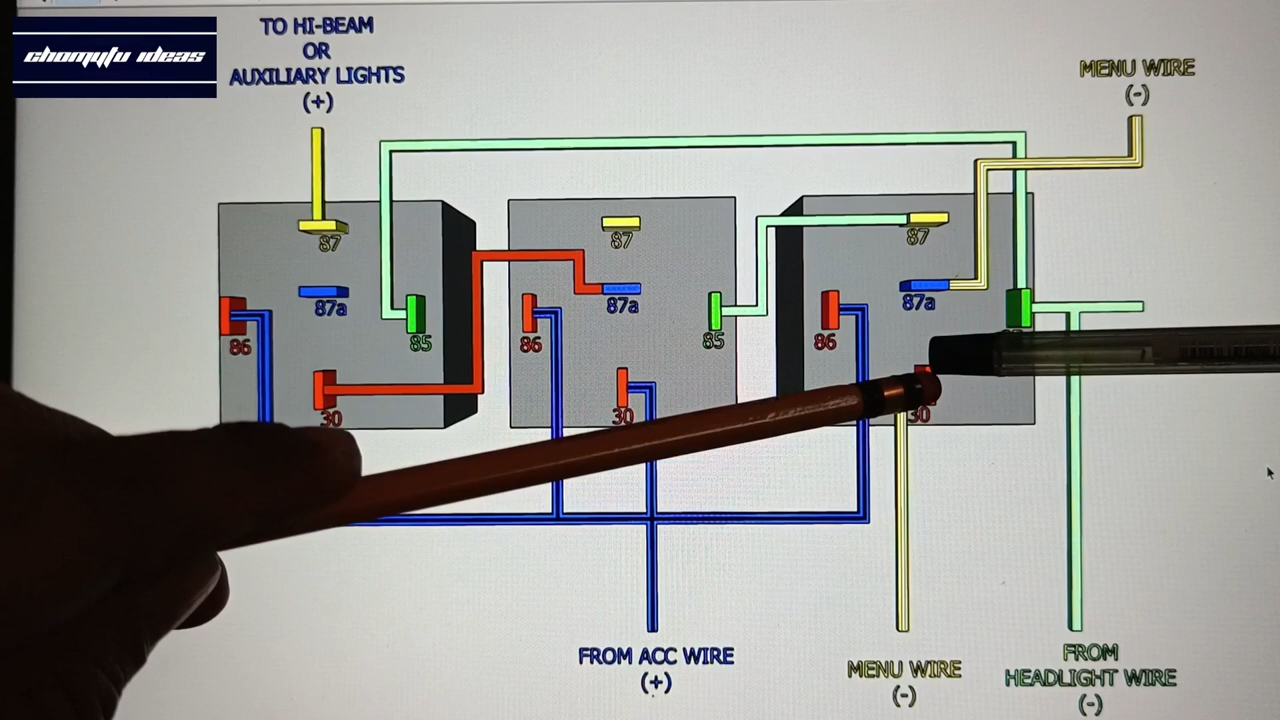 chomytv ideas
TO HI-BEAM
OR
AUXILIARY LIGHTS
(+)
MENU WIRE
(-)
87
87a
86
85
30
87
87a
86
85
30
87
87a
86
30
FROM ACC WIRE
(+)
MENU WIRE
(-)
FROM
HEADLIGHT WIRE
(-)